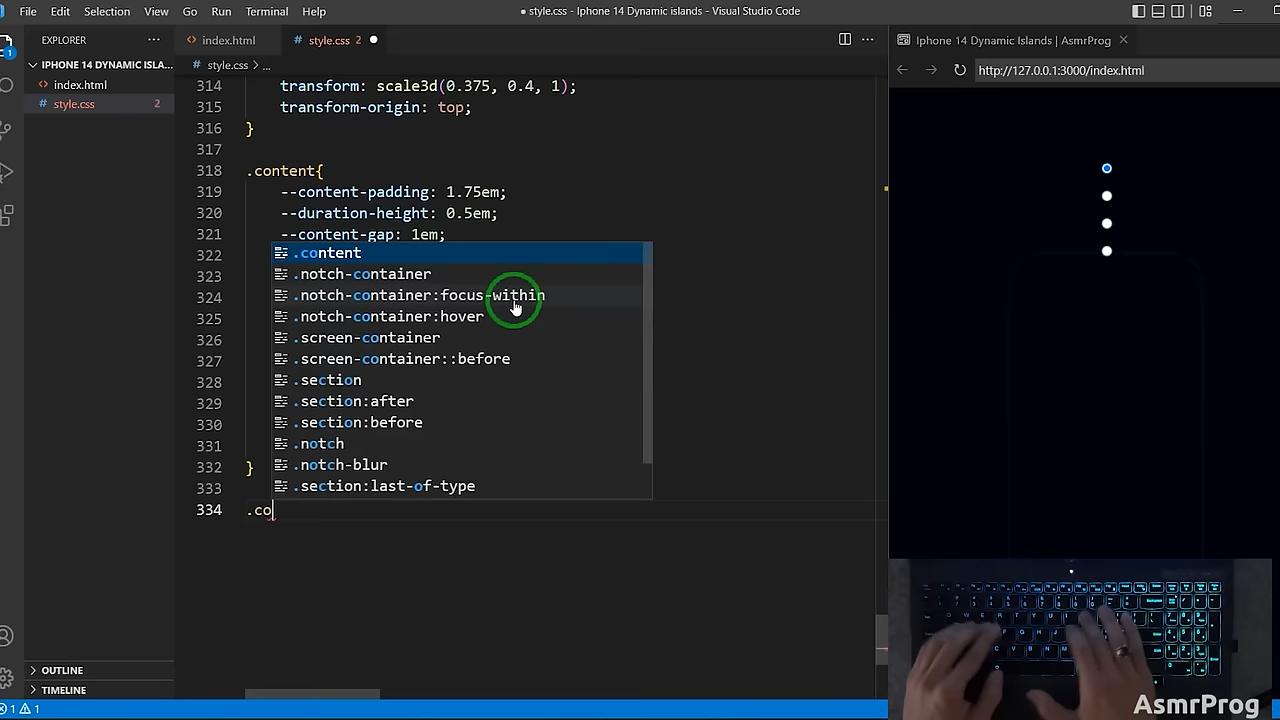 File Edit Selection View Go Run Terminal Help
● style.css - Iphone 14 Dynamic islands - Visual Studio Code
EXPLORER ...
1
IPHONE 14 DYNAMIC ISLA...
<> index.html
# style.css 2
<> index.html
# style.css 2 ●
# style.css > ...
314 transform: scale3d(0.375, 0.4, 1);
315 transform-origin: top;
316 }
317
318 .content{
319 --content-padding: 1.75em;
320 --duration-height: 0.5em;
321 --content-gap: 1em;
322 .content
323 .notch-container
324 .notch-container:focus-within
325 .notch-container:hover
326 .screen-container
327 .screen-container::before
328 .section
329 .section:after
330 .section:before
331 .notch
332 } .notch-blur
333 .section:last-of-type
334 .co
OUTLINE
TIMELINE
1 1
Iphone 14 Dynamic Islands | AsmrProg
http://127.0.0.1:3000/index.html
AsmrProg